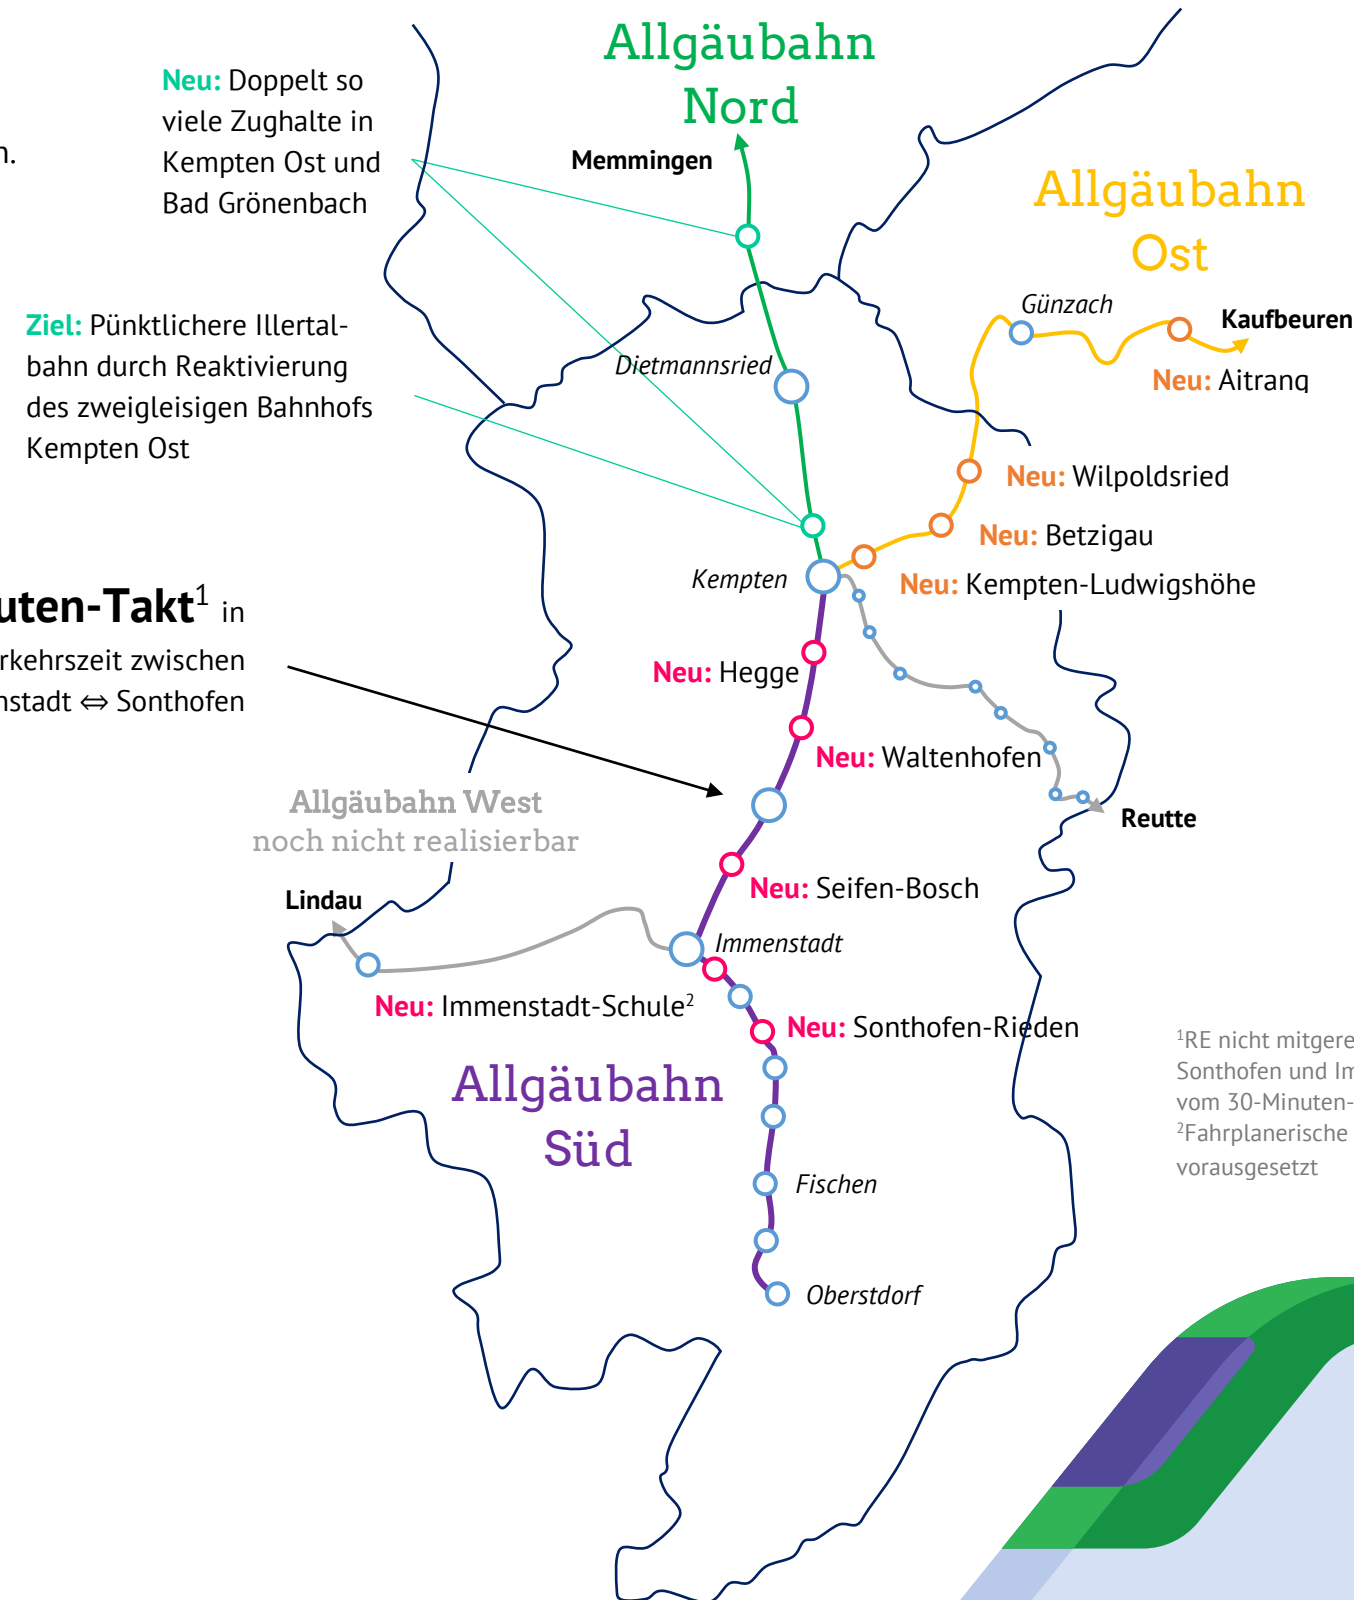 Allgäubahn
Nord
Neu: Doppelt so
viele Zughalte in
Kempten Ost und
Bad Grönenbach
n.
Memmingen
Allgäubahn
Ost
Günzach
Kaufbeuren
Neu: Aitrang
Ziel: Pünktlichere Illertal-
bahn durch Reaktivierung
des zweigleisigen Bahnhofs
Kempten Ost
Dietmannsried
Neu: Wilpoldsried
Neu: Betzigau
Kempten
Neu: Kempten-Ludwigshöhe
uten-Takt¹ in
rkehrszeit zwischen
nstadt ⇔ Sonthofen
Neu: Hegge
Neu: Waltenhofen
Allgäubahn West
noch nicht realisierbar
Reutte
Neu: Seifen-Bosch
Lindau
Immenstadt
Neu: Immenstadt-Schule²
Neu: Sonthofen-Rieden
Allgäubahn
Süd
¹RE nicht mitgere
Sonthofen und Im
vom 30-Minuten-
²Fahrplanerische
vorausgesetzt
Fischen
Oberstdorf